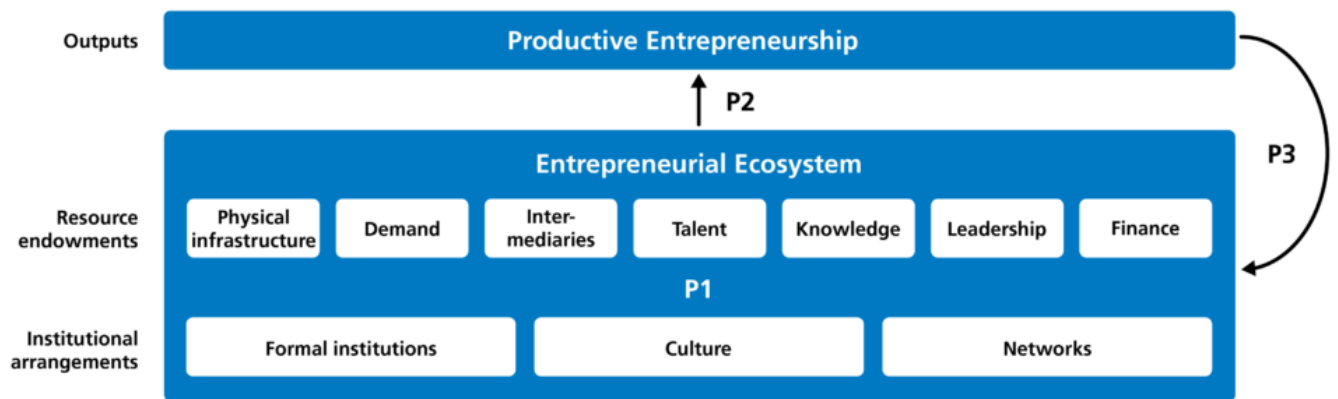 Outputs
Productive Entrepreneurship
P2
P3
Entrepreneurial Ecosystem
Resource
endowments
Physical
infrastructure
Demand
Inter-
mediaries
Talent
Knowledge
Leadership
Finance
P1
Institutional
arrangements
Formal institutions
Culture
Networks